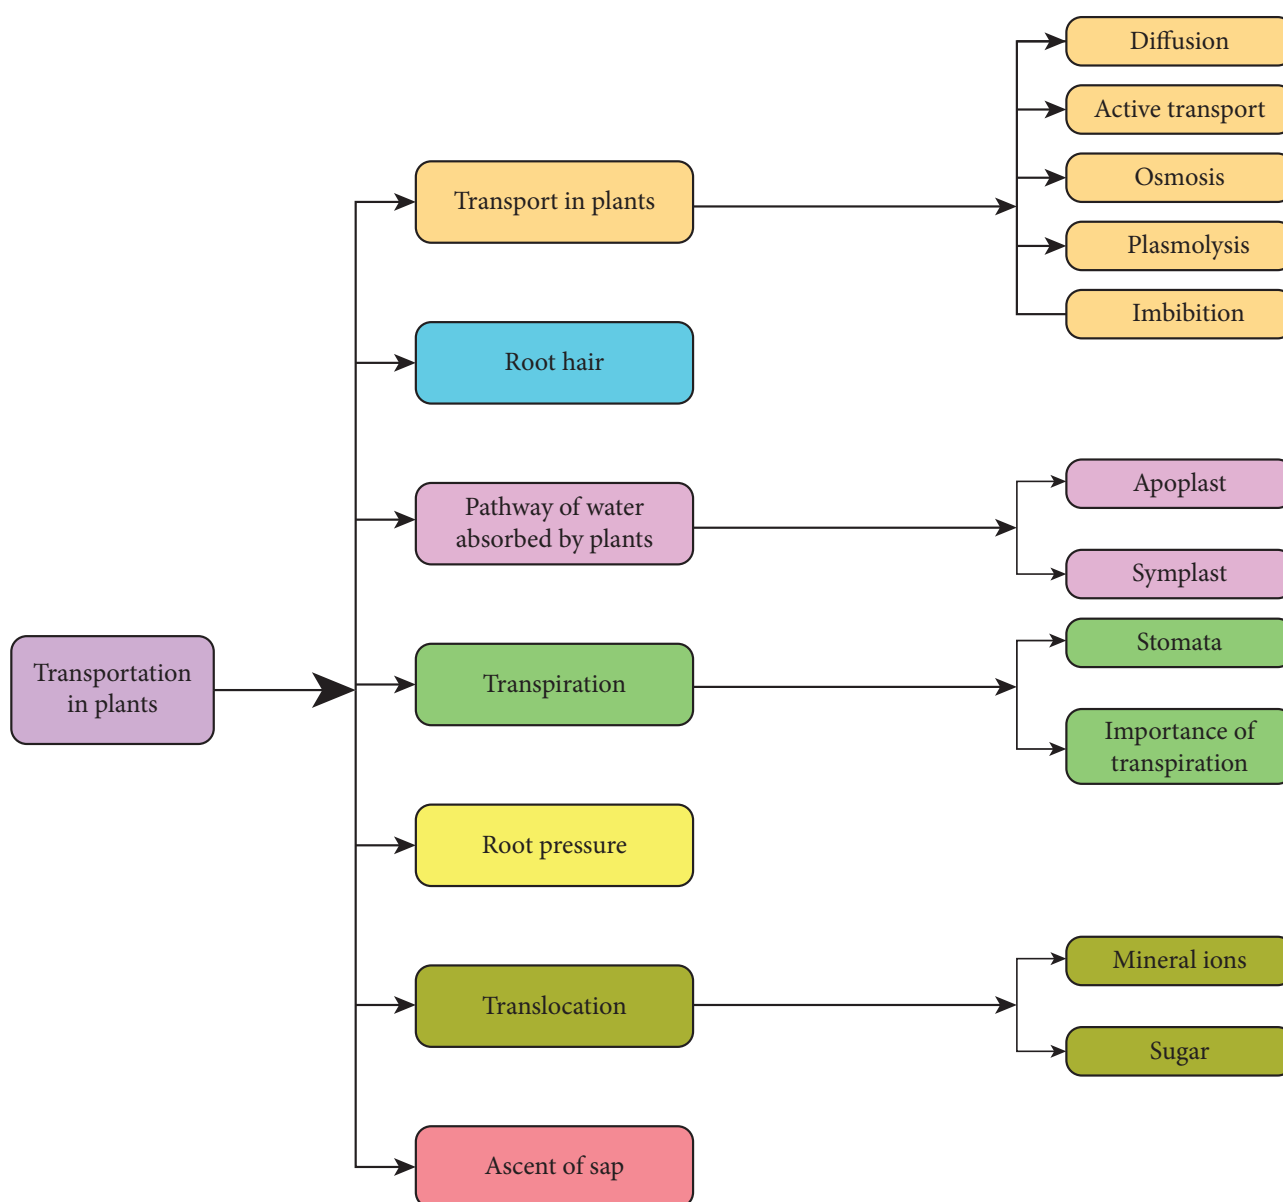 Transportation
in plants
Transport in plants
Diffusion
Active transport
Osmosis
Plasmolysis
Imbibition
Root hair
Pathway of water
absorbed by plants
Apoplast
Symplast
Transpiration
Stomata
Importance of
transpiration
Root pressure
Translocation
Mineral ions
Sugar
Ascent of sap